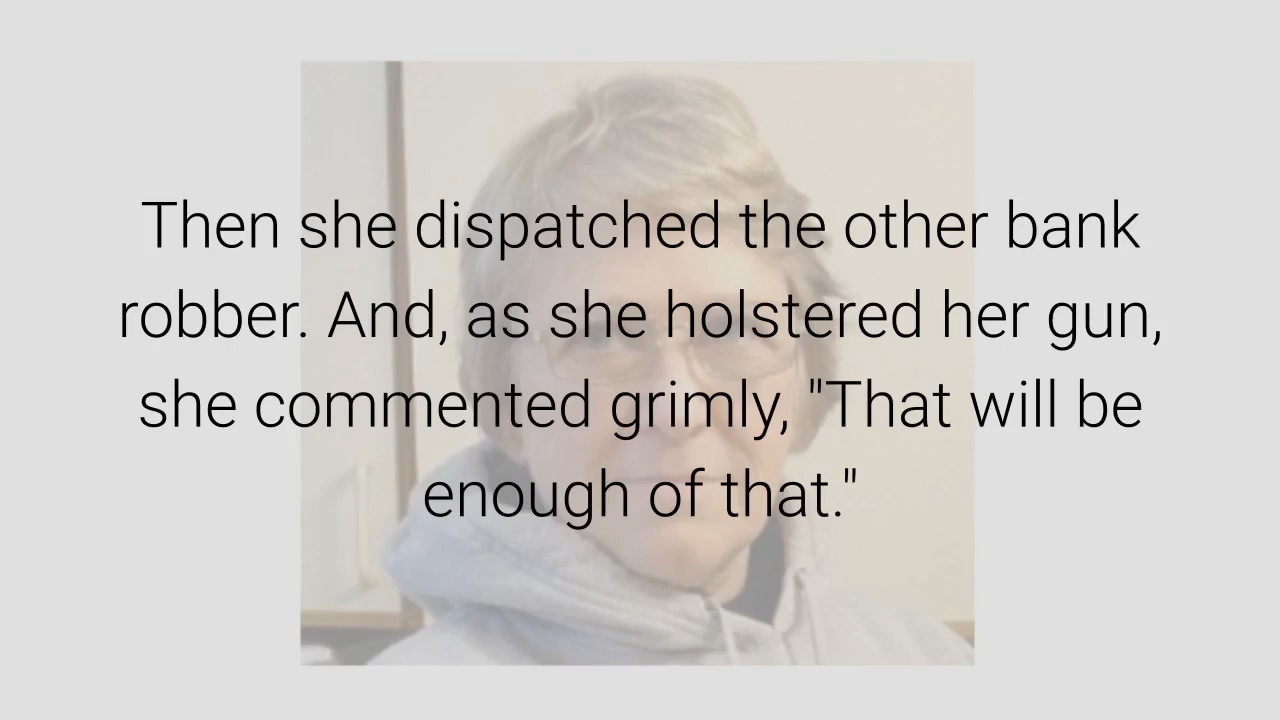 Then she dispatched the other bank
robber. And, as she holstered her gun,
she commented grimly, "That will be
enough of that."